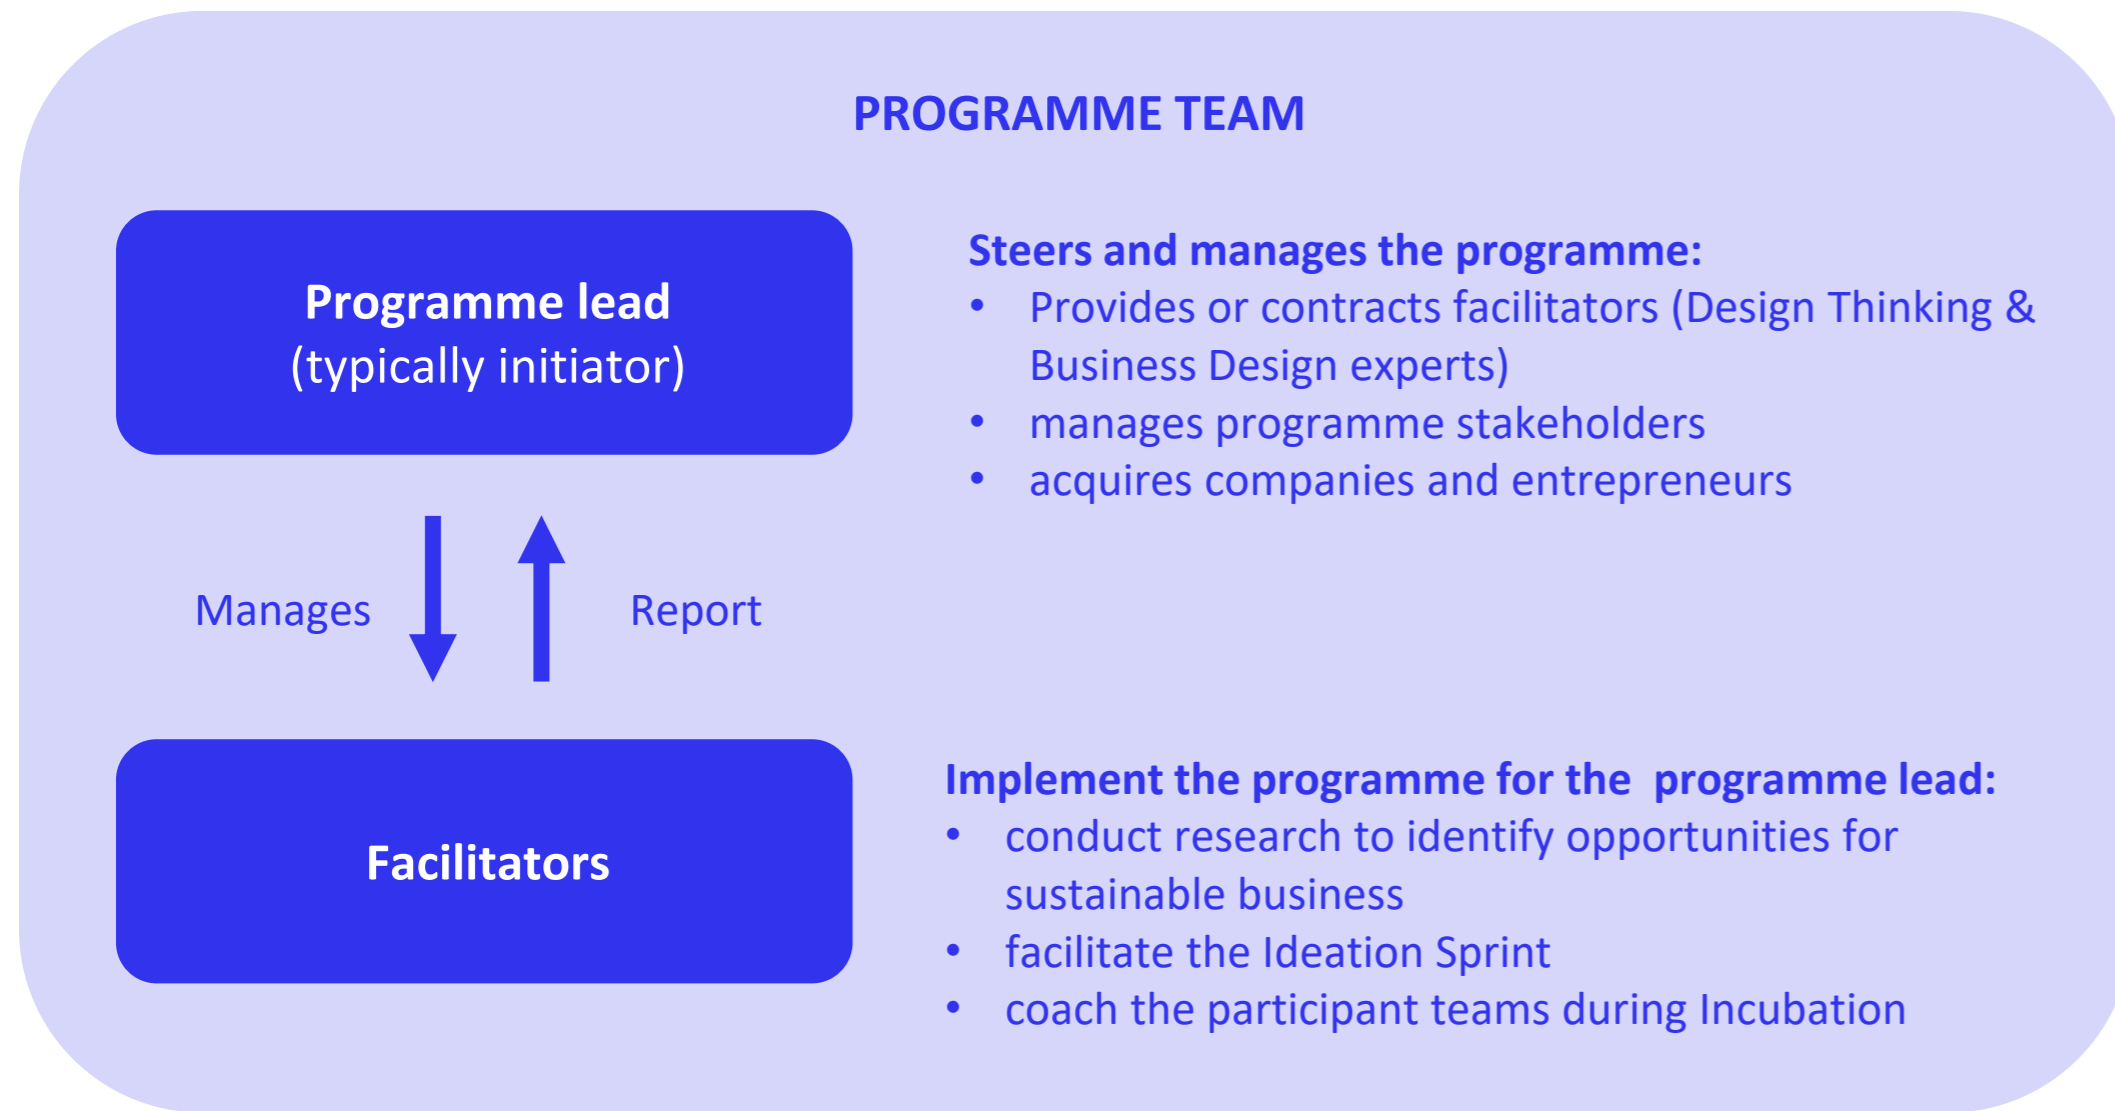 PROGRAMME TEAM
Programme lead
(typically initiator)
Steers and manages the programme:
• Provides or contracts facilitators (Design Thinking &
Business Design experts)
• manages programme stakeholders
• acquires companies and entrepreneurs
Manages
Report
Facilitators
Implement the programme for the  programme lead:
• conduct research to identify opportunities for
sustainable business
• facilitate the Ideation Sprint
• coach the participant teams during Incubation